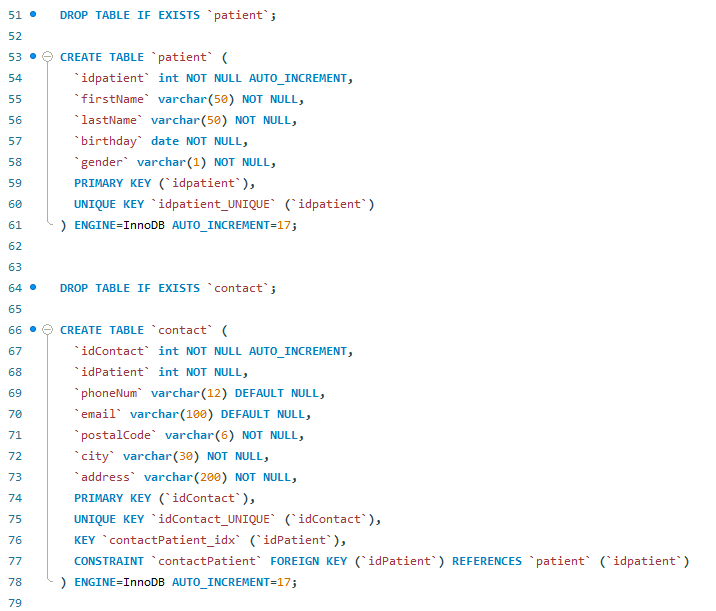 51 DROP TABLE IF EXISTS `patient`;
52
53 CREATE TABLE `patient` (
54 `idpatient` int NOT NULL AUTO_INCREMENT,
55 `firstName` varchar(50) NOT NULL,
56 `lastName` varchar(50) NOT NULL,
57 `birthday` date NOT NULL,
58 `gender` varchar(1) NOT NULL,
59 PRIMARY KEY (`idpatient`),
60 UNIQUE KEY `idpatient_UNIQUE` (`idpatient`)
61 ) ENGINE=InnoDB AUTO_INCREMENT=17;
62
63
64 DROP TABLE IF EXISTS `contact`;
65
66 CREATE TABLE `contact` (
67 `idContact` int NOT NULL AUTO_INCREMENT,
68 `idPatient` int NOT NULL,
69 `phoneNum` varchar(12) DEFAULT NULL,
70 `email` varchar(100) DEFAULT NULL,
71 `postalCode` varchar(6) NOT NULL,
72 `city` varchar(30) NOT NULL,
73 `address` varchar(200) NOT NULL,
74 PRIMARY KEY (`idContact`),
75 UNIQUE KEY `idContact_UNIQUE` (`idContact`),
76 KEY `contactPatient_idx` (`idPatient`),
77 CONSTRAINT `contactPatient` FOREIGN KEY (`idPatient`) REFERENCES `patient` (`idpatient`)
78 ) ENGINE=InnoDB AUTO_INCREMENT=17;
79